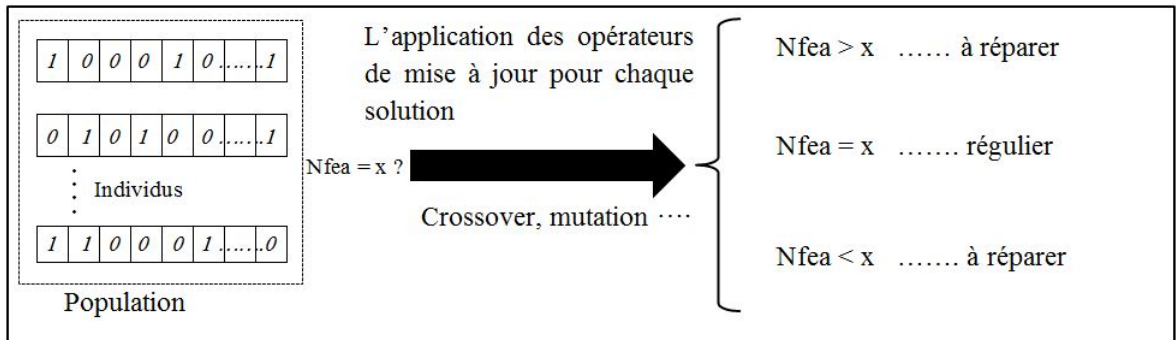 1 0 0 0 1 0 ....... 1
0 1 0 1 0 0 ....... 1
Individus
1 1 0 0 0 1 ....... 0
Population
L’application des opérateurs
de mise à jour pour chaque
solution
Nfea = x ?
Crossover, mutation ....
Nfea > x ...... à réparer
Nfea = x ....... régulier
Nfea < x ....... à réparer